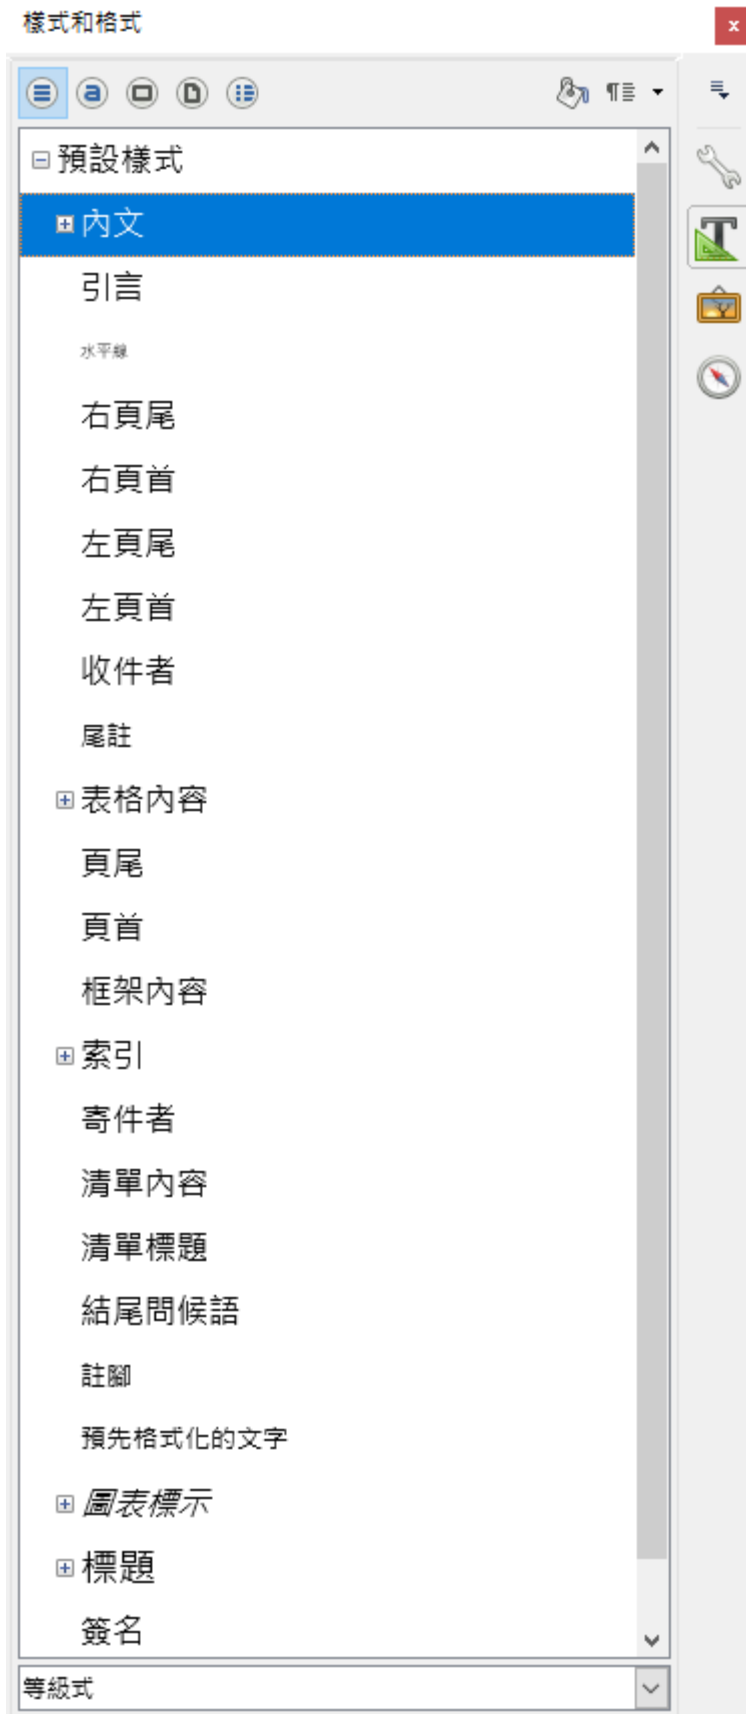 樣式和格式
預設樣式
內文
引言
水平線
右頁尾
右頁首
左頁尾
左頁首
收件者
尾註
表格內容
頁尾
頁首
框架內容
索引
寄件者
清單內容
清單標題
結尾問候語
註腳
預先格式化的文字
圖表標示
標題
簽名
等級式